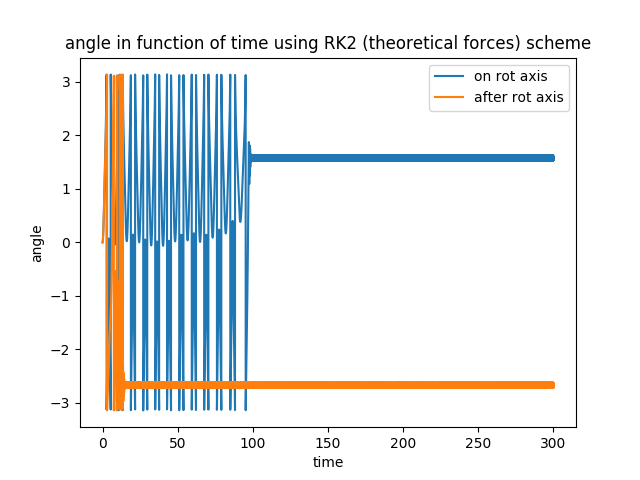 angle in function of time using RK2 (theoretical forces) scheme
on rot axis
after rot axis
3
2
1
0
−1
−2
−3
angle
0
50
100
150
200
250
300
time